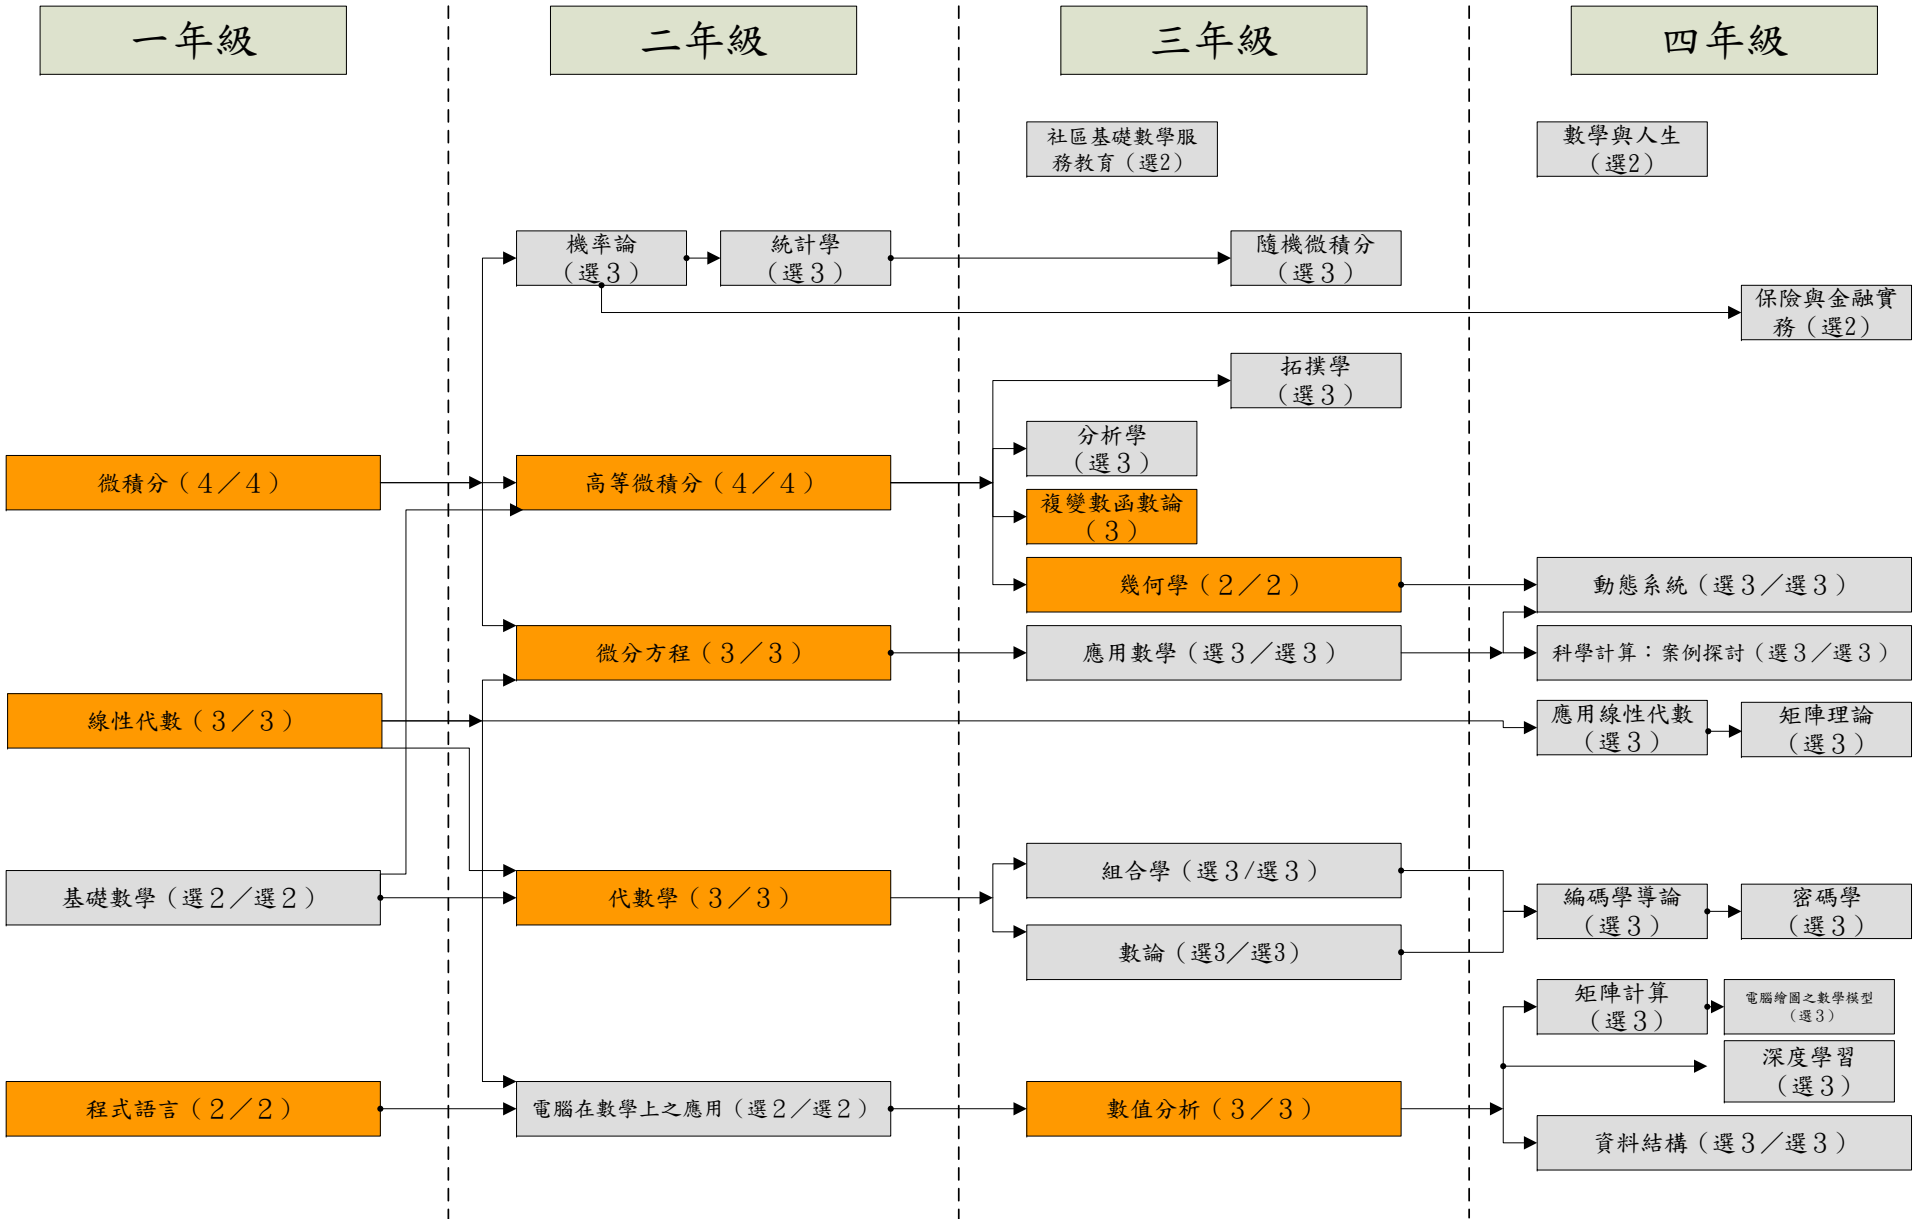 一年級
二年級
三年級
四年級
社區基礎數學服
務教育（選2）
數學與人生
（選2）
機率論
（選３）
統計學
（選３）
隨機微積分
（選３）
保險與金融實
務（選2）
拓撲學
（選３）
分析學
（選３）
微積分（４／４）
高等微積分（４／４）
複變數函數論
（３）
幾何學（２／２）
動態系統（選３／選３）
微分方程（３／３）
應用數學（選３／選３）
科學計算：案例探討（選３／選３）
線性代數（３／３）
應用線性代數
（選３）
矩陣理論
（選３）
組合學（選３/選３）
基礎數學（選２／選２）
代數學（３／３）
編碼學導論
（選３）
密碼學
（選３）
數論（選3／選3）
矩陣計算
（選３）
電腦繪圖之數學模型
（選３）
深度學習
（選３）
程式語言（２／２）
電腦在數學上之應用（選２／選２）
數值分析（３／３）
資料結構（選３／選３）